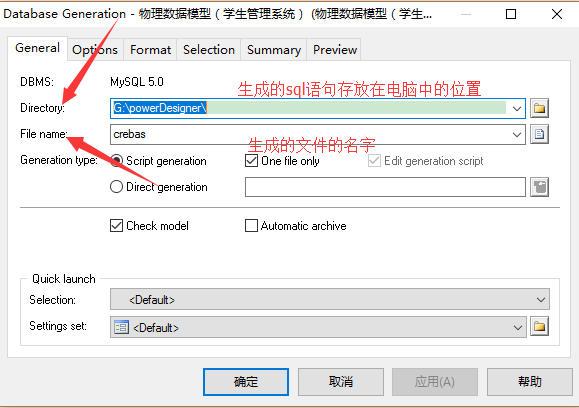 Database Generation - 物理数据模型（学生管理系统） (物理数据模型（学生...
General Options Format Selection Summary Preview
DBMS: MySQL 5.0
生成的sql语句存放在电脑中的位置
Directory: G:\powerDesigner\
File name: crebas
生成的文件的名字
Generation type: Script generation One file only Edit generation script
Direct generation
Check model Automatic archive
Quick launch
Selection: <Default>
Settings set: <Default>
确定 取消 应用(A) 帮助